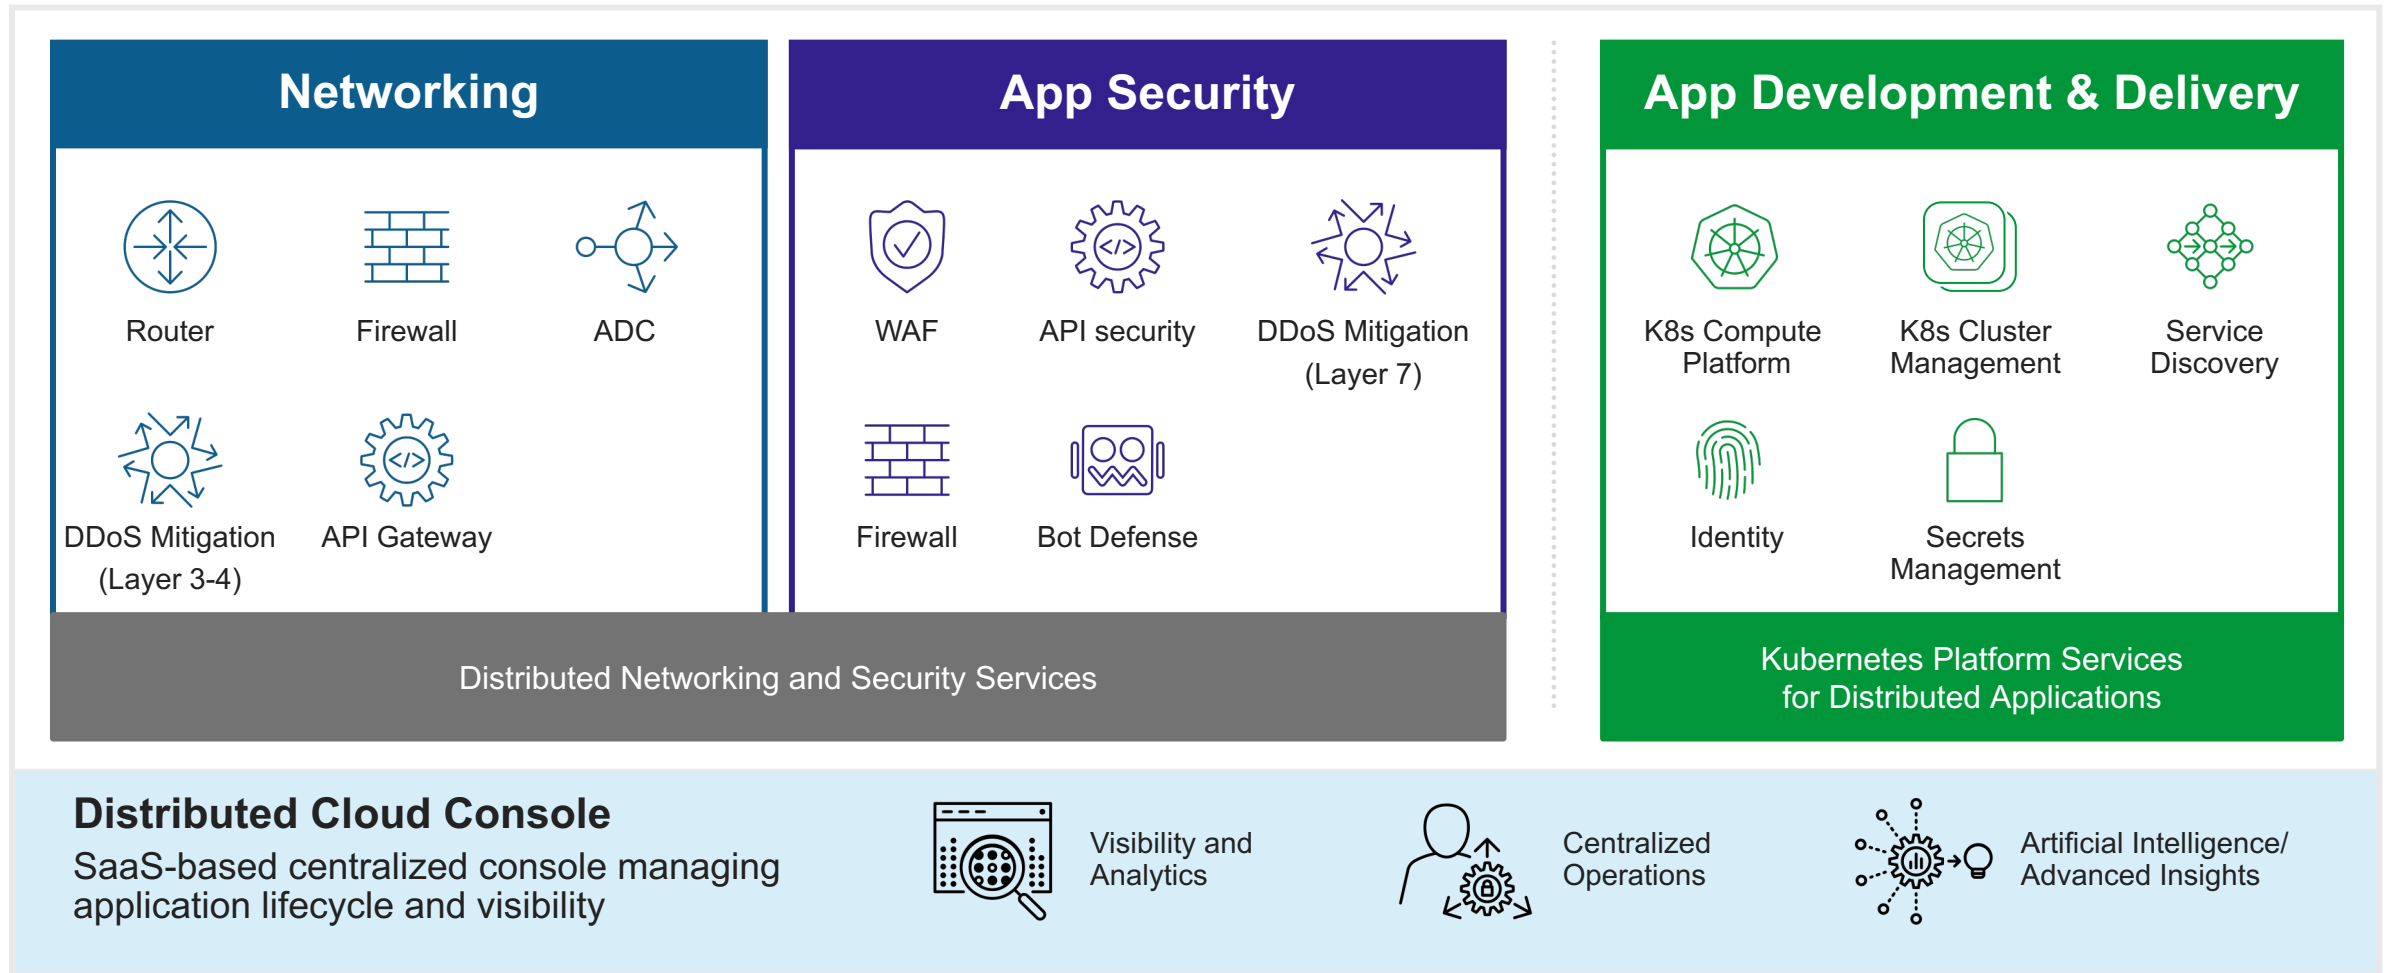 Networking
Router
Firewall
ADC
DDoS Mitigation
(Layer 3-4)
API Gateway
App Security
WAF
API security
DDoS Mitigation
(Layer 7)
Firewall
Bot Defense
Distributed Networking and Security Services
App Development & Delivery
K8s Compute
Platform
K8s Cluster
Management
Service
Discovery
Identity
Secrets
Management
Kubernetes Platform Services
for Distributed Applications
Distributed Cloud Console
SaaS-based centralized console managing
application lifecycle and visibility
Visibility and
Analytics
Centralized
Operations
Artificial Intelligence/
Advanced Insights